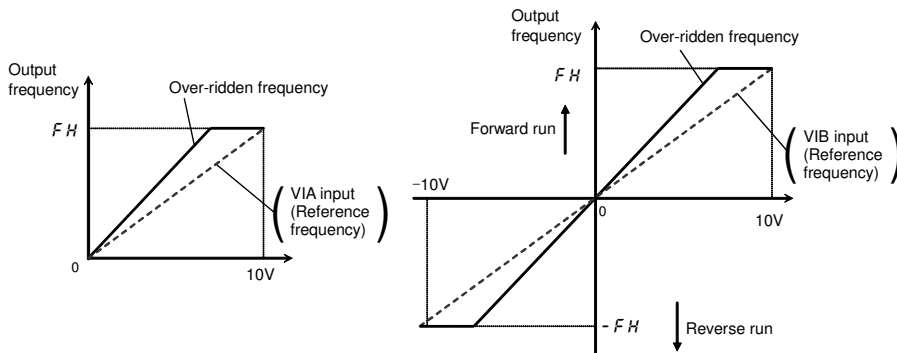 Output
frequency
Over-ridden frequency
FH
VIA input
(Reference
frequency)
0
10V
Output
frequency
Over-ridden frequency
FH
Forward run
VIB input
(Reference
frequency)
−10V
0
10V
-FH
Reverse run